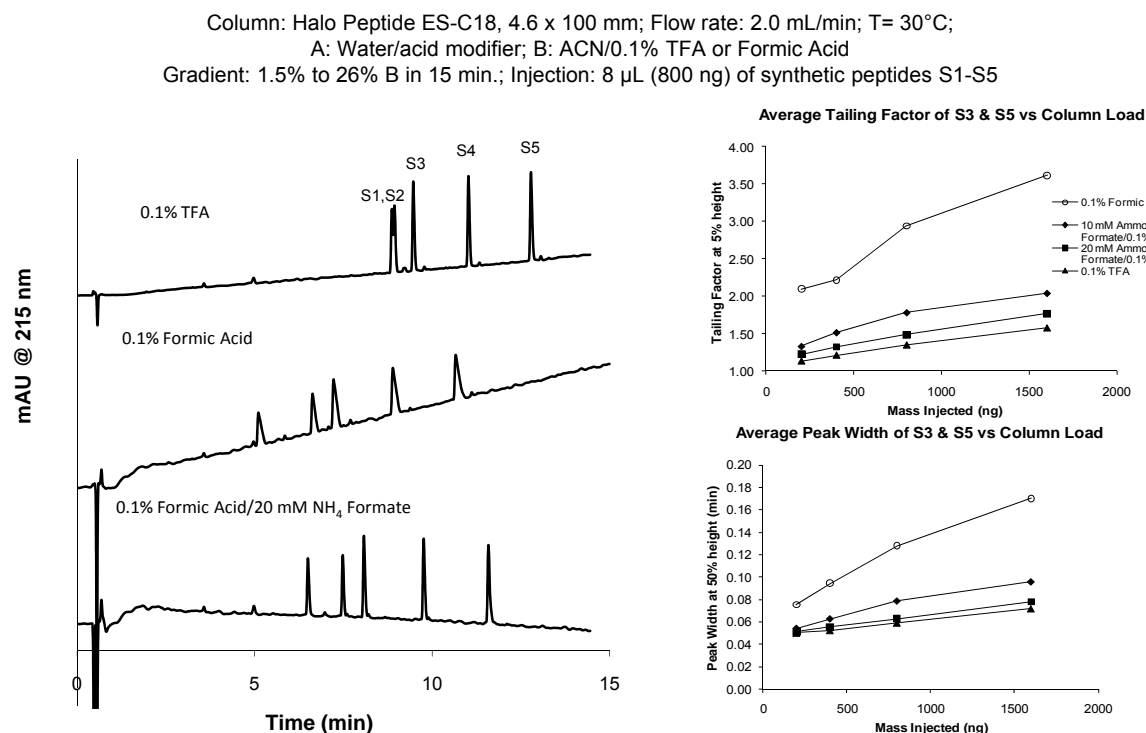 Column: Halo Peptide ES-C18, 4.6 x 100 mm; Flow rate: 2.0 mL/min; T= 30°C;
A: Water/acid modifier; B: ACN/0.1% TFA or Formic Acid
Gradient: 1.5% to 26% B in 15 min.; Injection: 8 µL (800 ng) of synthetic peptides S1-S5
mAU @ 215 nm
0.1% TFA
S1,S2
S3
S4
S5
0.1% Formic Acid
0.1% Formic Acid/20 mM NH₄ Formate
0
5
10
15
Time (min)
Average Tailing Factor of S3 & S5 vs Column Load
Tailing Factor at 5% height
4.00
3.50
3.00
2.50
2.00
1.50
1.00
0
500
1000
1500
2000
Mass Injected (ng)
0.1% Formic
10 mM Ammo
Formate/0.1%
20 mM Ammo
Formate/0.1%
0.1% TFA
Average Peak Width of S3 & S5 vs Column Load
Peak Width at 50% height (min)
0.20
0.18
0.16
0.14
0.12
0.10
0.08
0.06
0.04
0.02
0.00
0
500
1000
1500
2000
Mass Injected (ng)